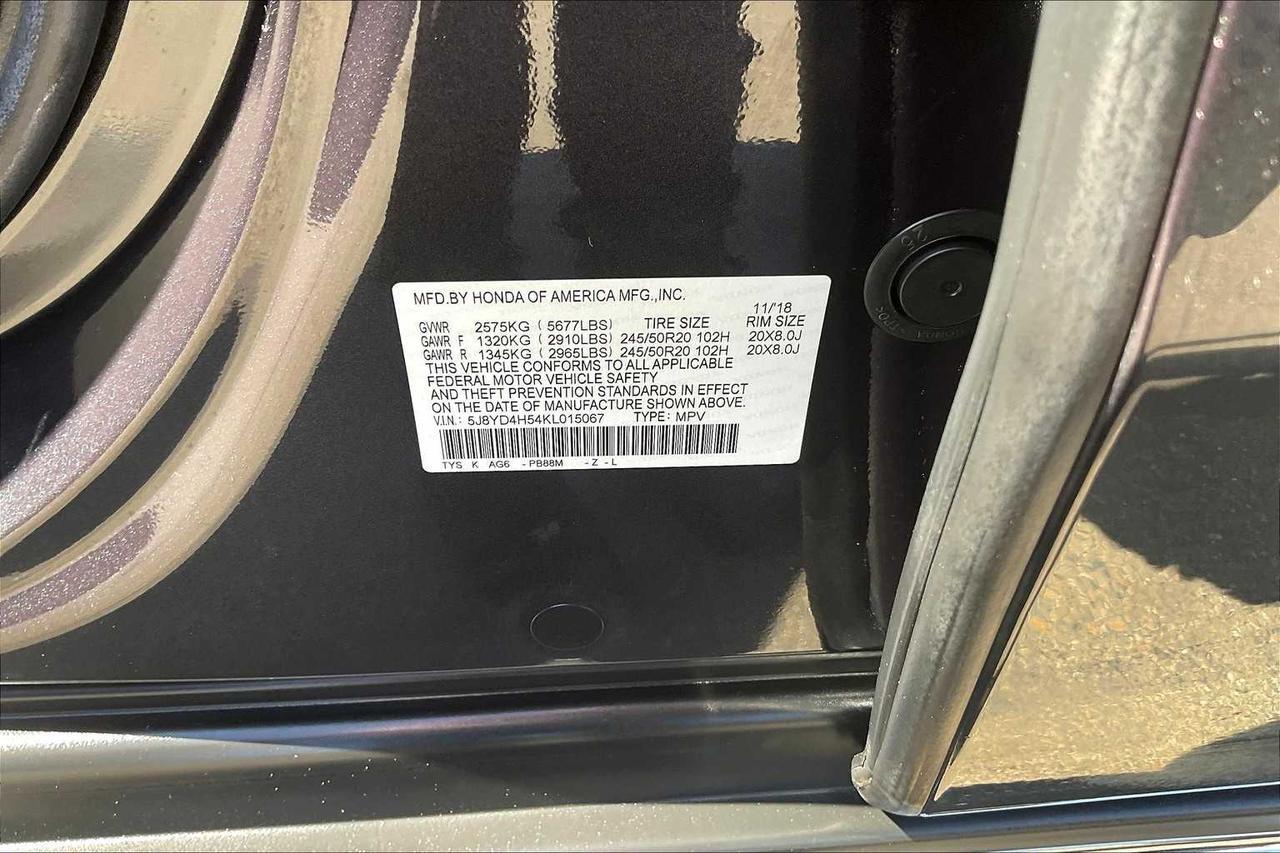 MFD.BY HONDA OF AMERICA MFG.,INC.
11/'18
GVWR 2575KG ( 5677LBS) TIRE SIZE RIM SIZE
GAWR F 1320KG ( 2910LBS) 245/50R20 102H 20X8.0J
GAWR R 1345KG ( 2965LBS) 245/50R20 102H 20X8.0J
THIS VEHICLE CONFORMS TO ALL APPLICABLE
FEDERAL MOTOR VEHICLE SAFETY
AND THEFT PREVENTION STANDARDS IN EFFECT
ON THE DATE OF MANUFACTURE SHOWN ABOVE.
V.I.N.: 5J8YD4H54KL015067 TYPE: MPV
TYS K AG6 -PB88M -Z -L
HONDA